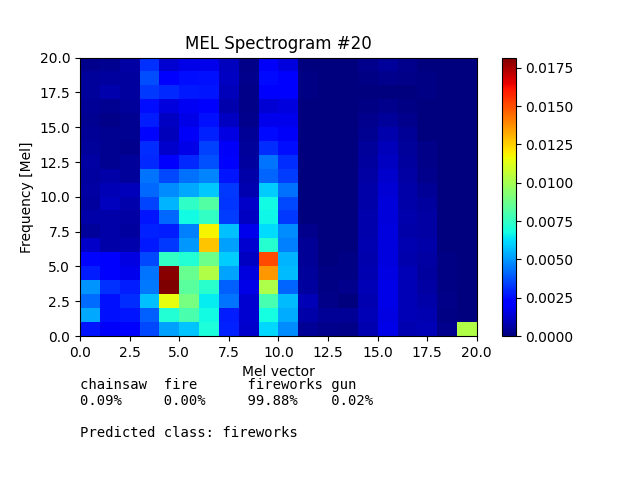 MEL Spectrogram #20
20.0
17.5
15.0
12.5
10.0
7.5
5.0
2.5
0.0
Frequency [Mel]
0.0 2.5 5.0 7.5 10.0 12.5 15.0 17.5 20.0
Mel vector
0.0175
0.0150
0.0125
0.0100
0.0075
0.0050
0.0025
0.0000
chainsaw fire fireworks gun
0.09% 0.00% 99.88% 0.02%
Predicted class: fireworks